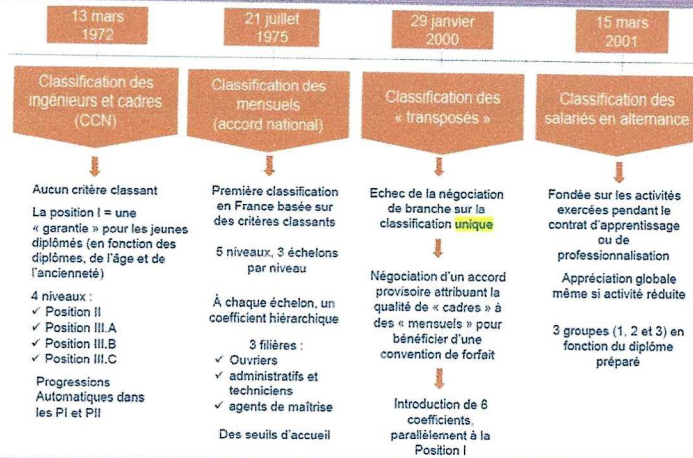 13 mars
1972
21 juillet
1975
29 janvier
2000
15 mars
2001
Classification des
ingénieurs et cadres
(CCN)
Classification des
mensuels
(accord national)
Classification des
« transposés »
Classification des
salariés en alternance
Aucun critère classant
La position I = une
« garantie » pour les jeunes
diplômés (en fonction des
diplômes, de l'âge et de
l'ancienneté)
4 niveaux :
✓ Position II
✓ Position III.A
✓ Position III.B
✓ Position III.C
Progressions
Automatiques dans
les PI et PII
Première classification
en France basée sur
des critères classants
5 niveaux, 3 échelons
par niveau
À chaque échelon, un
coefficient hiérarchique
3 filières :
✓ Ouvriers
✓ administratifs et
techniciens
✓ agents de maîtrise
Des seuils d'accueil
Echec de la négociation
de branche sur la
classification unique
Négociation d'un accord
provisoire attribuant la
qualité de « cadres » à
des « mensuels » pour
bénéficier d'une
convention de forfait
Introduction de 6
coefficients,
parallèlement à la
Position I
Fondée sur les activités
exercées pendant le
contrat d'apprentissage
ou de
professionnalisation
Appréciation globale
même si activité réduite
3 groupes (1, 2 et 3) en
fonction du diplôme
préparé